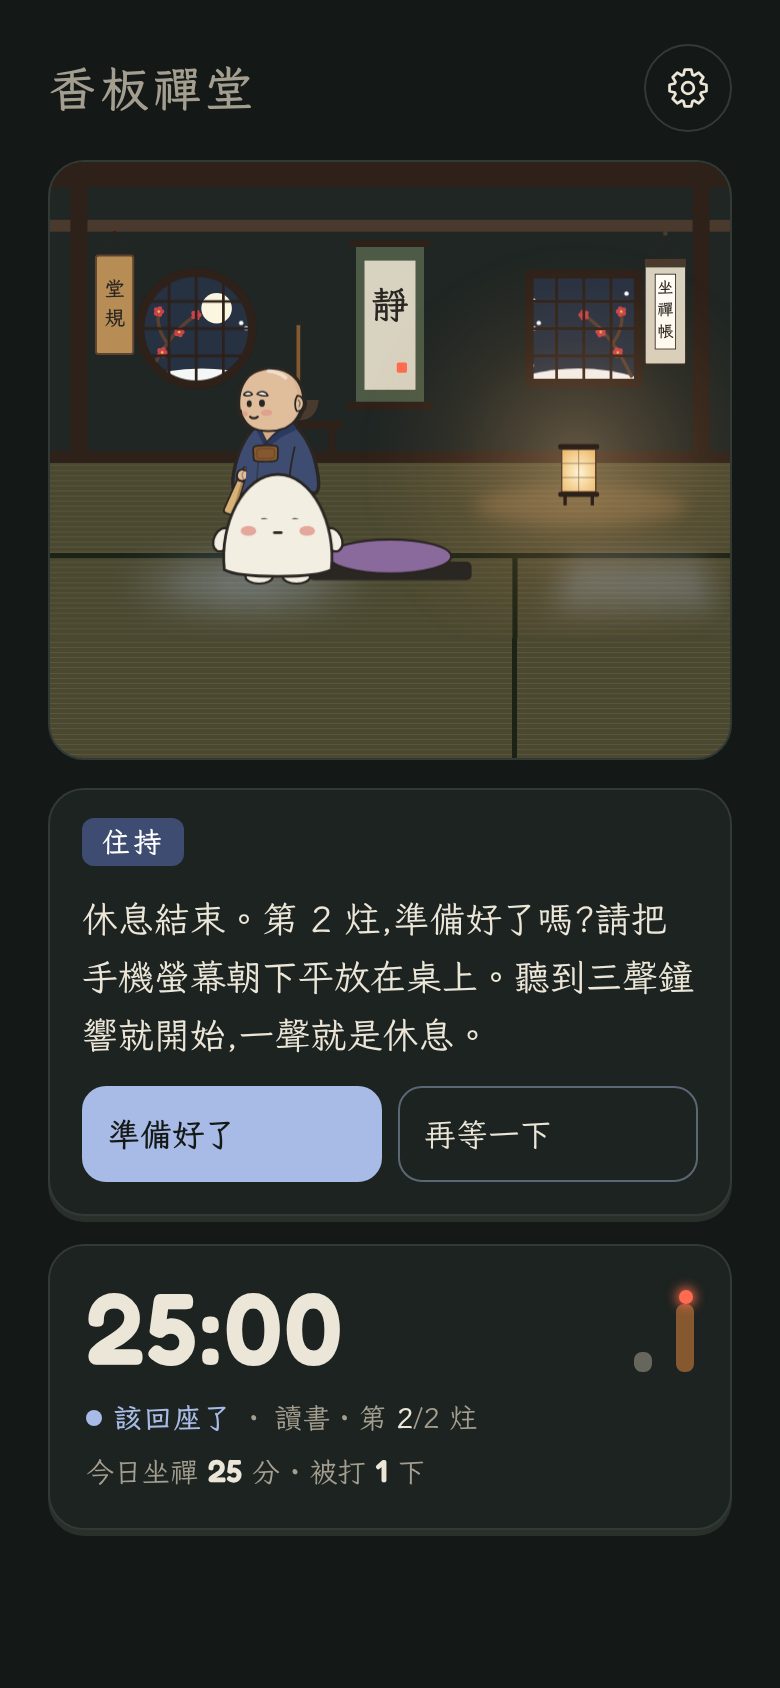 香板禪堂
堂規
靜
坐禪帳
住持
休息結束。第 2 炷,準備好了嗎?請把
手機螢幕朝下平放在桌上。聽到三聲鐘
響就開始,一聲就是休息。
準備好了
再等一下
25:00
該回座了 · 讀書·第 2/2 炷
今日坐禪 25 分·被打 1 下